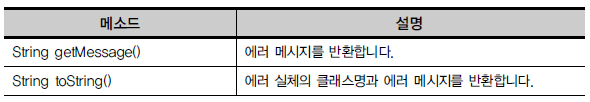 메소드 설명
String getMessage() 에러 메시지를 반환합니다.
String toString() 에러 실체의 클래스명과 에러 메시지를 반환합니다.